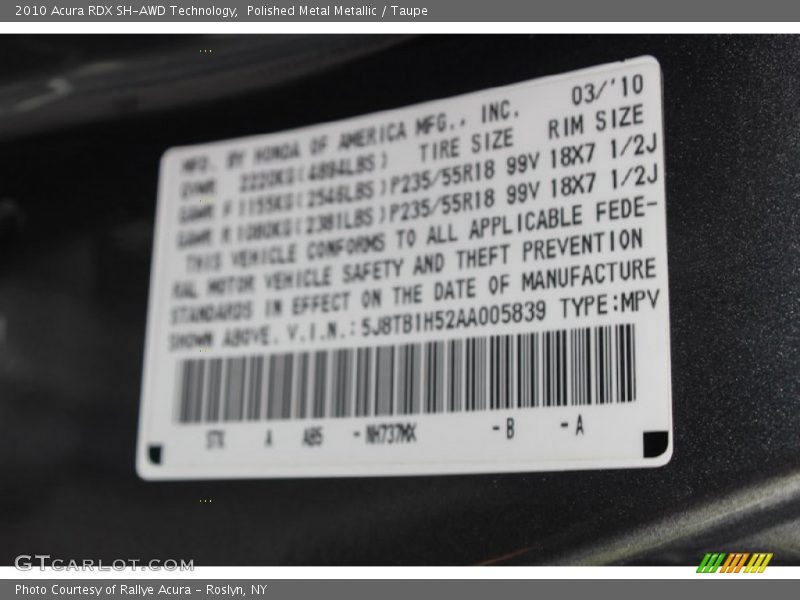 2010 Acura RDX SH-AWD Technology,  Polished Metal Metallic / Taupe
MFD. BY HONDA OF AMERICA MFG., INC. 03/'10
GVWR 2220KG(4894LBS) TIRE SIZE RIM SIZE
GAWR F 1155KG(2546LBS)P235/55R18 99V 18X7 1/2J
GAWR R 1080KG(2381LBS)P235/55R18 99V 18X7 1/2J
THIS VEHICLE CONFORMS TO ALL APPLICABLE FEDE-
RAL MOTOR VEHICLE SAFETY AND THEFT PREVENTION
STANDARDS IN EFFECT ON THE DATE OF MANUFACTURE
SHOWN ABOVE. V.I.N.:5J8TB1H52AA005839 TYPE:MPV
STK A AB5 -NH737MX -B -A
GTCARLOT.COM
Photo Courtesy of Rallye Acura - Roslyn, NY